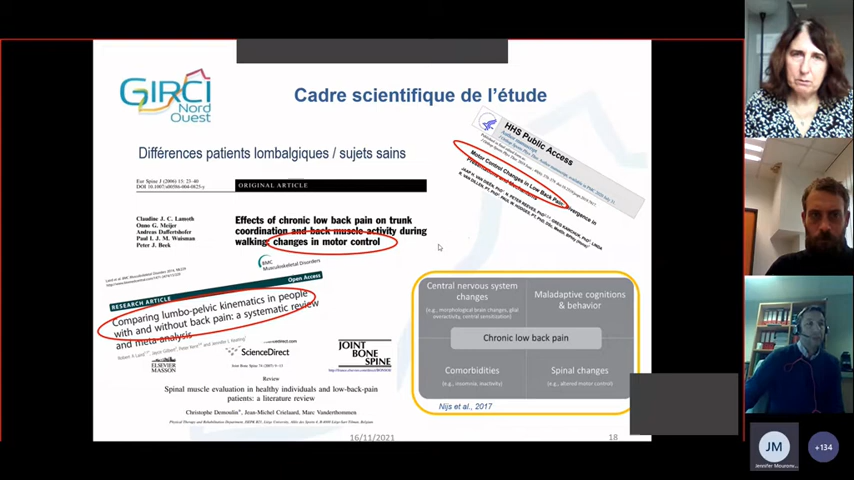 GIRCI
Nord
Ouest
Cadre scientifique de l'étude
Différences patients lombalgiques / sujets sains
HHS Public Access
Motor Control Changes in Low Back Pain
Eur Spine J (2006) 15: 23–40
ORIGINAL ARTICLE
Claudine J. C. Lamoth
Onno G. Meijer
Andreas Daffertshofer
Paul I. J. M. Wuisman
Peter J. Beek
Effects of chronic low back pain on trunk
coordination and back muscle activity during
walking: changes in motor control
BMC
Musculoskeletal Disorders
RESEARCH ARTICLE
Open Access
Comparing lumbo-pelvic kinematics in people
with and without back pain: a systematic review
and meta-analysis
ELSEVIER
MASSON
ScienceDirect
Joint Bone Spine 74 (2007) 9–13
JOINT
BONE
SPINE
Review
Spinal muscle evaluation in healthy individuals and low-back-pain
patients: a literature review
Christophe Demoulin*, Jean-Michel Crielaard, Marc Vanderthommen
Central nervous system
changes
(e.g., morphological brain changes, glial
overactivity, central sensitization)
Maladaptive cognitions
& behavior
Chronic low back pain
Comorbidities
(e.g., insomnia, inactivity)
Spinal changes
(e.g., altered motor control)
Nijs et al., 2017
16/11/2021
18
JM
+134